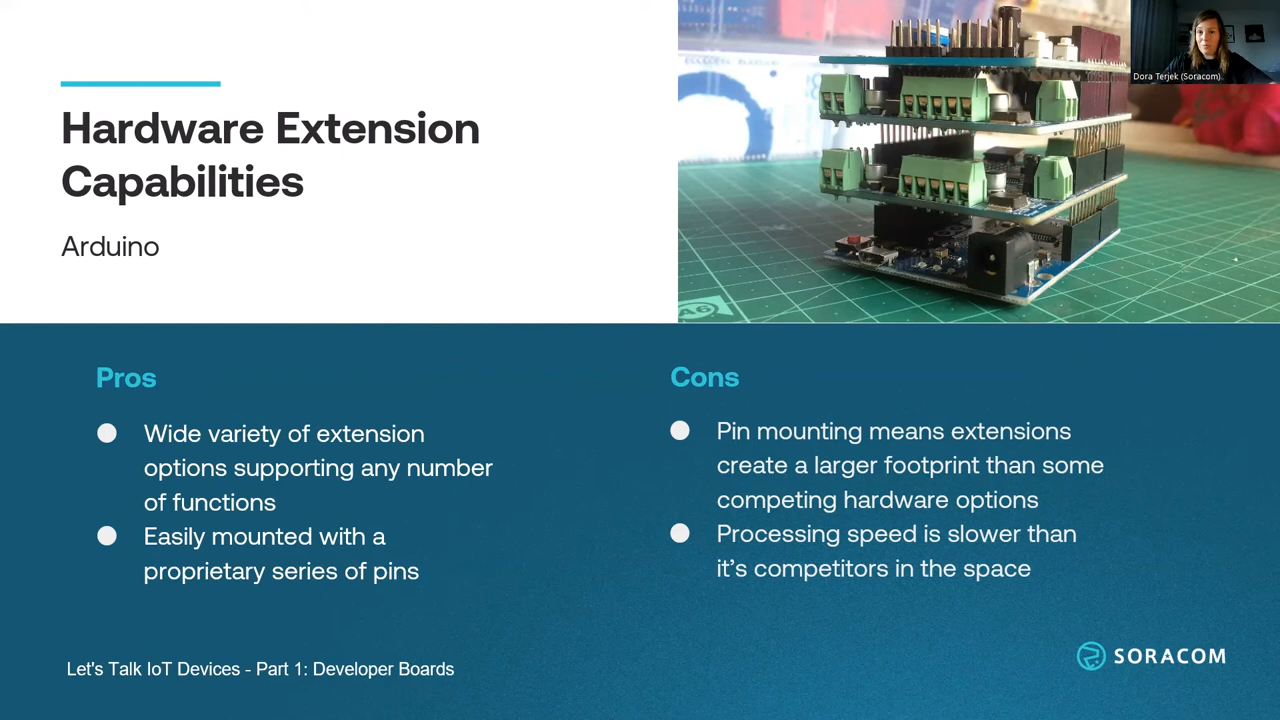 Hardware Extension
Capabilities
Arduino
Dora Terjek (Soracom)
Pros
Wide variety of extension
options supporting any number
of functions
Easily mounted with a
proprietary series of pins
Cons
Pin mounting means extensions
create a larger footprint than some
competing hardware options
Processing speed is slower than
it's competitors in the space
Let's Talk IoT Devices - Part 1: Developer Boards
SORACOM